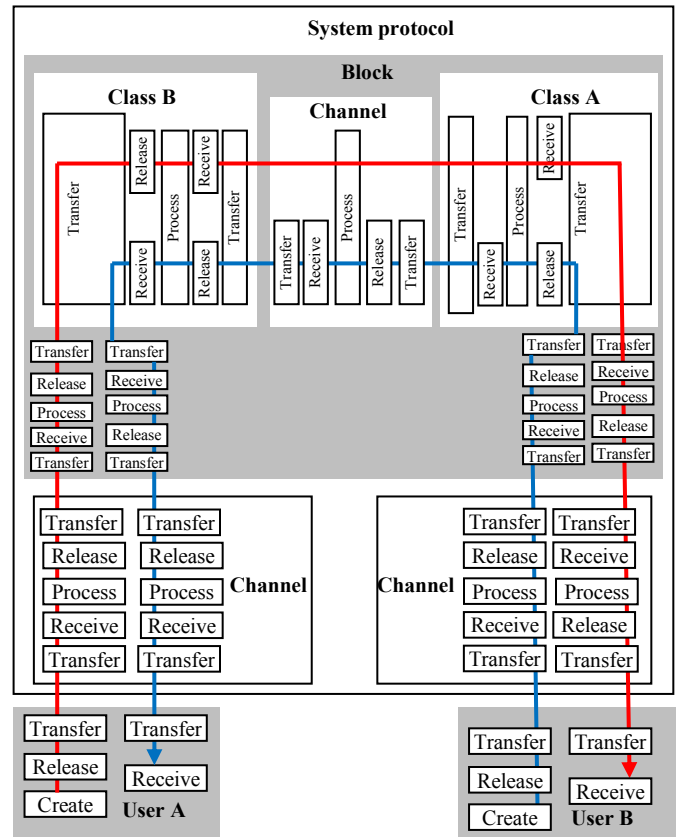 System protocol
Block
Class B
Channel
Class A
Transfer
Release
Process
Receive
Transfer
Receive
Release
Transfer
Receive
Process
Release
Transfer
Transfer
Process
Receive
Transfer
Receive
Release
Transfer
Transfer
Transfer
Transfer
Release
Receive
Release
Receive
Process
Process
Process
Process
Receive
Release
Receive
Release
Transfer
Transfer
Transfer
Transfer
Transfer
Transfer
Transfer
Transfer
Release
Release
Release
Receive
Process
Process
Channel
Channel
Process
Process
Receive
Receive
Receive
Release
Transfer
Transfer
Transfer
Transfer
Transfer
Transfer
Transfer
Transfer
Release
Receive
Release
Receive
Create
User A
Create
User B